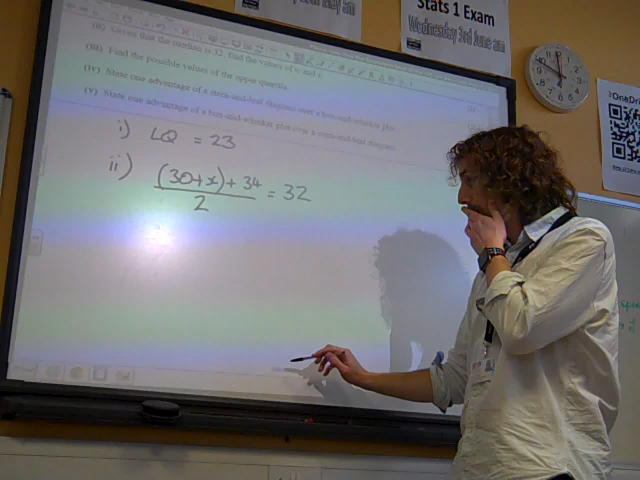 (ii) Given that the median is 32, find the values of
(iii) Find the possible values of the upper quartile.
(iv) State one advantage of a stem-and-leaf diagram over a box-and-whisker plot.
(v) State one advantage of a box-and-whisker plot over a stem-and-leaf diagram.
i) LQ = 23
ii) (30+x)+34
2
= 32
Stats 1 Exam
Wednesday 3rd June am